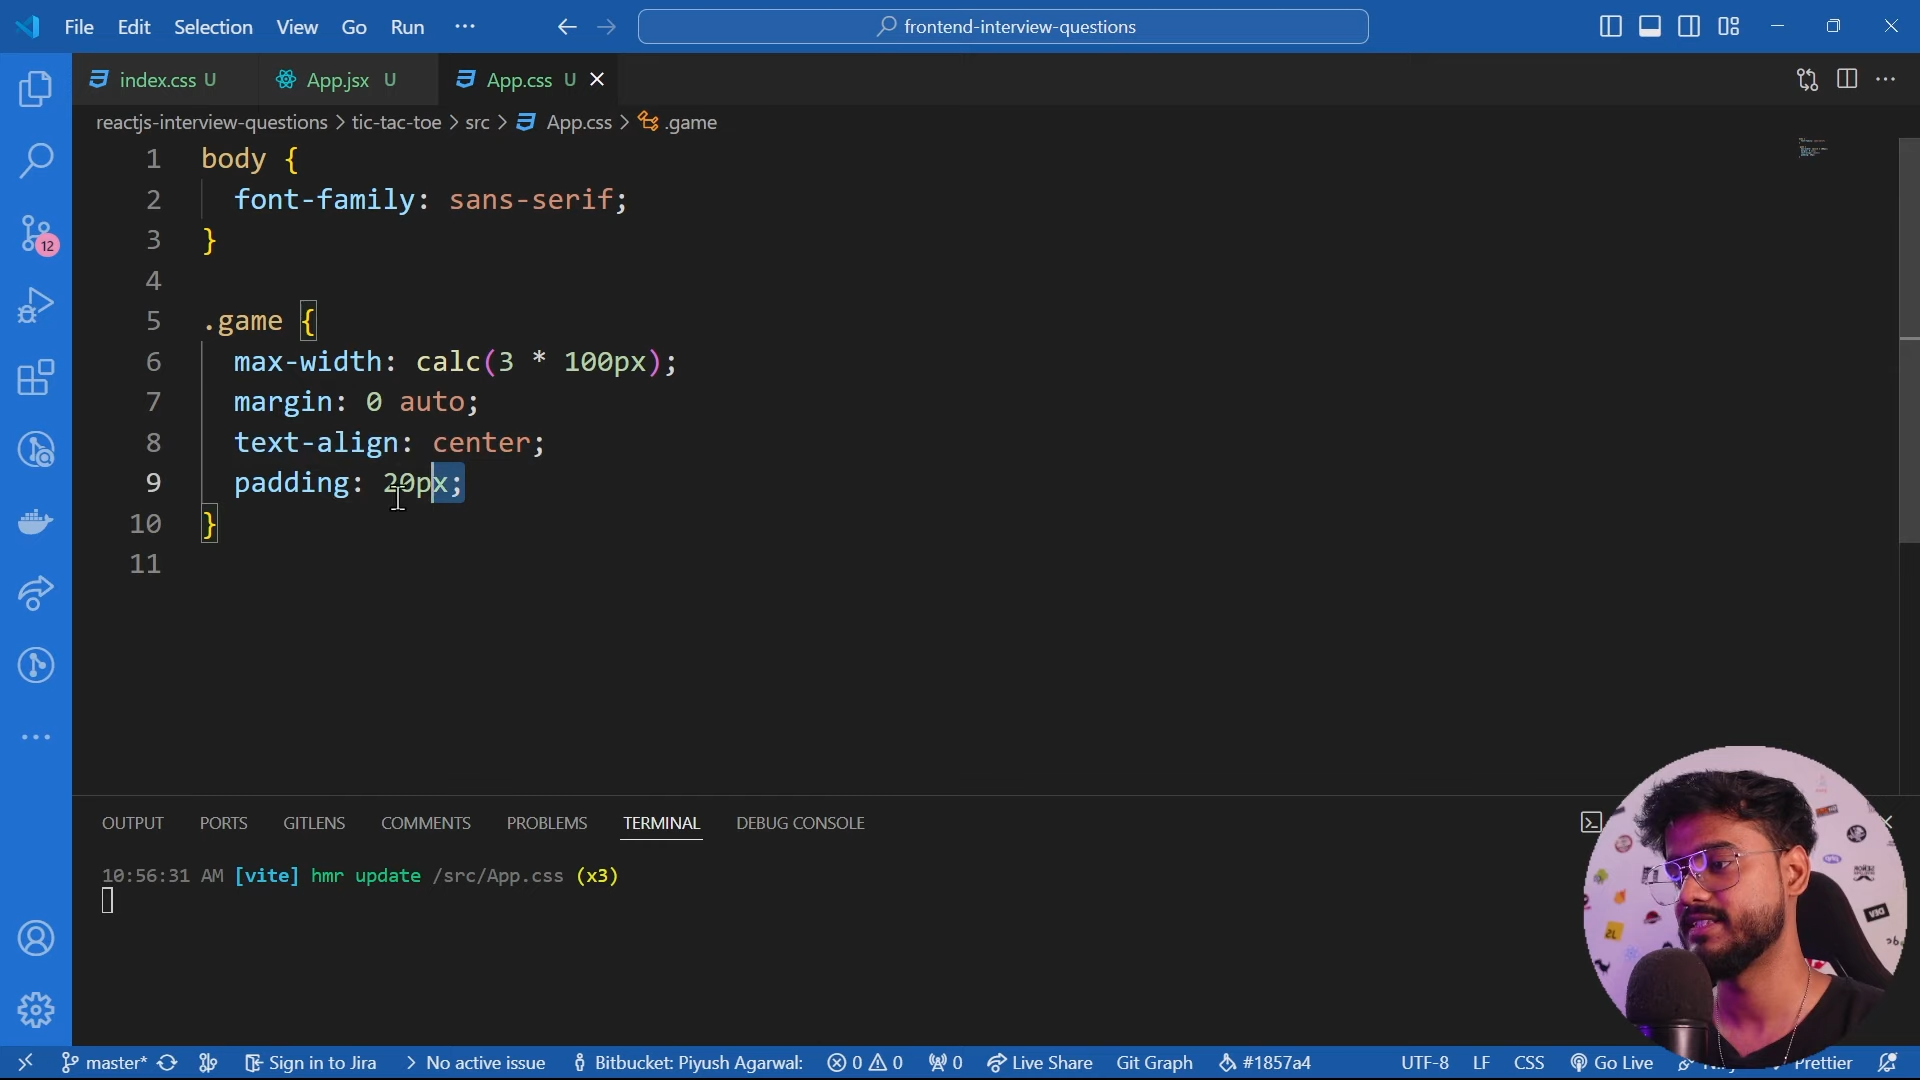 File Edit Selection View Go Run ··· frontend-interview-questions
index.css U App.jsx U App.css U
reactjs-interview-questions > tic-tac-toe > src > App.css > .game
1 body {
2 font-family: sans-serif;
3 }
4
5 .game {
6 max-width: calc(3 * 100px);
7 margin: 0 auto;
8 text-align: center;
9 padding: 20px;
10 }
11
12
OUTPUT PORTS GITLENS COMMENTS PROBLEMS TERMINAL DEBUG CONSOLE
10:56:31 AM [vite] hmr update /src/App.css (x3)
master* Sign in to Jira No active issue Bitbucket: Piyush Agarwal: 0 0 0 Live Share Git Graph #1857a4 UTF-8 LF CSS Go Live Prettier